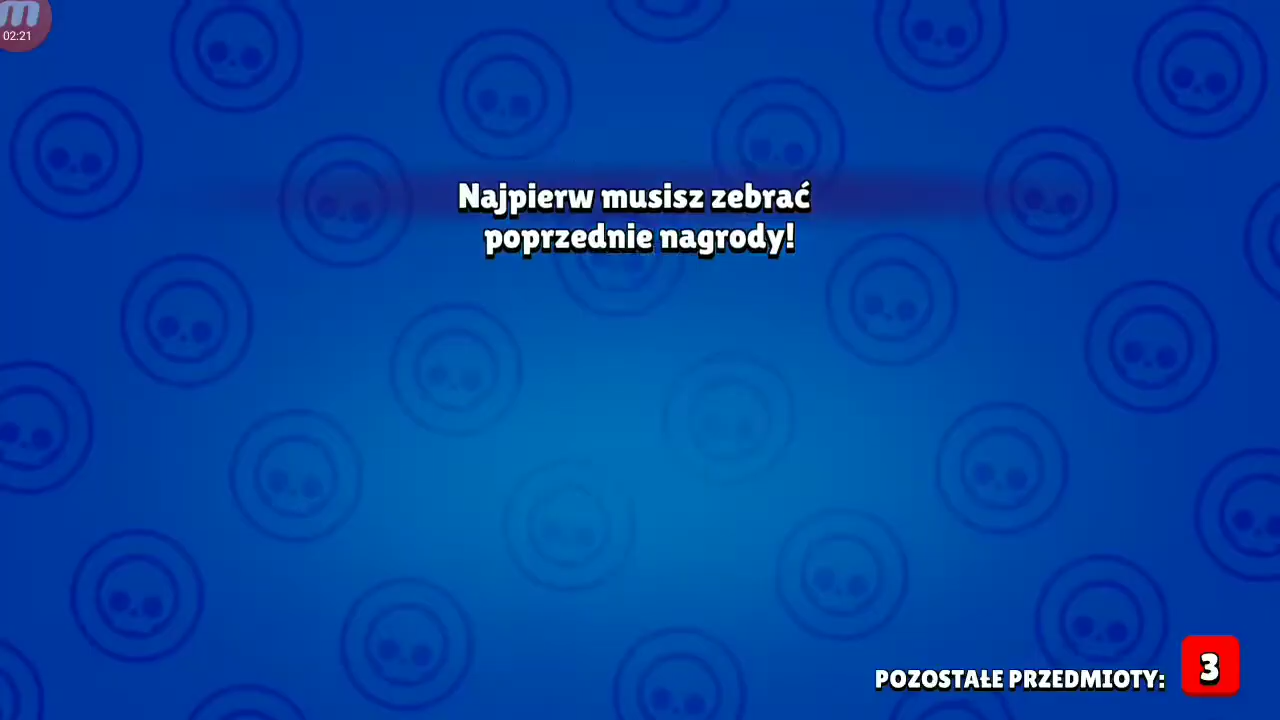 m
02:21
Najpierw musisz zebrać
poprzednie nagrody!
POZOSTAŁE PRZEDMIOTY: 3